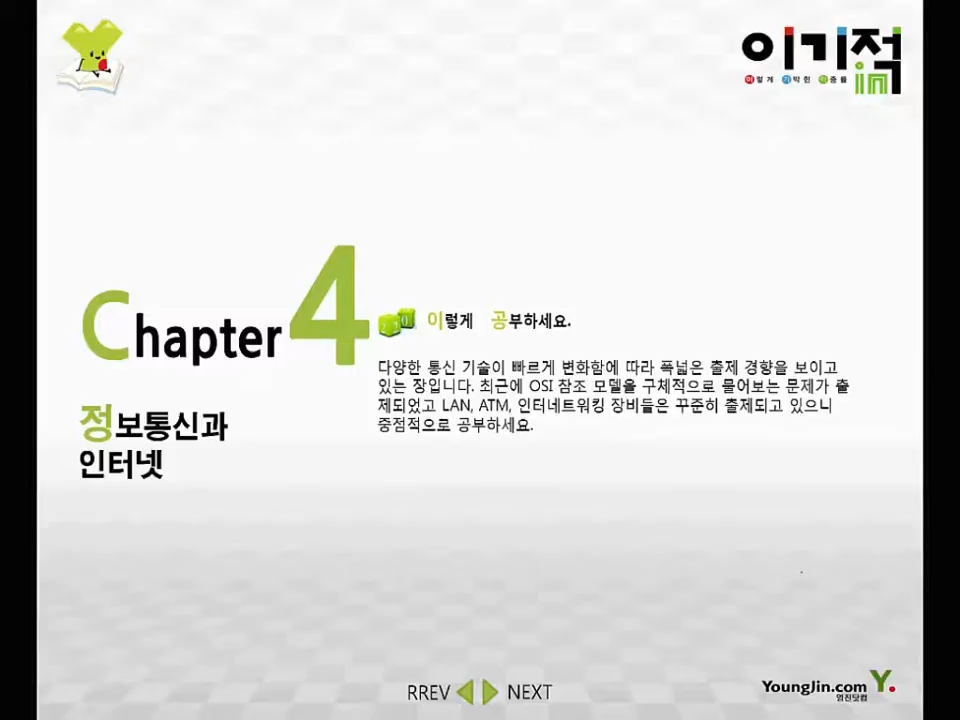 이기적in
이렇게 기막힌 적중률
Chapter 4
정보통신과
인터넷
이렇게 공부하세요.
다양한 통신 기술이 빠르게 변화함에 따라 폭넓은 출제 경향을 보이고
있는 장입니다. 최근에 OSI 참조 모델을 구체적으로 물어보는 문제가 출
제되었고 LAN, ATM, 인터네트워킹 장비들은 꾸준히 출제되고 있으니
중점적으로 공부하세요.
RREV NEXT
YoungJin.com Y.
영진닷컴